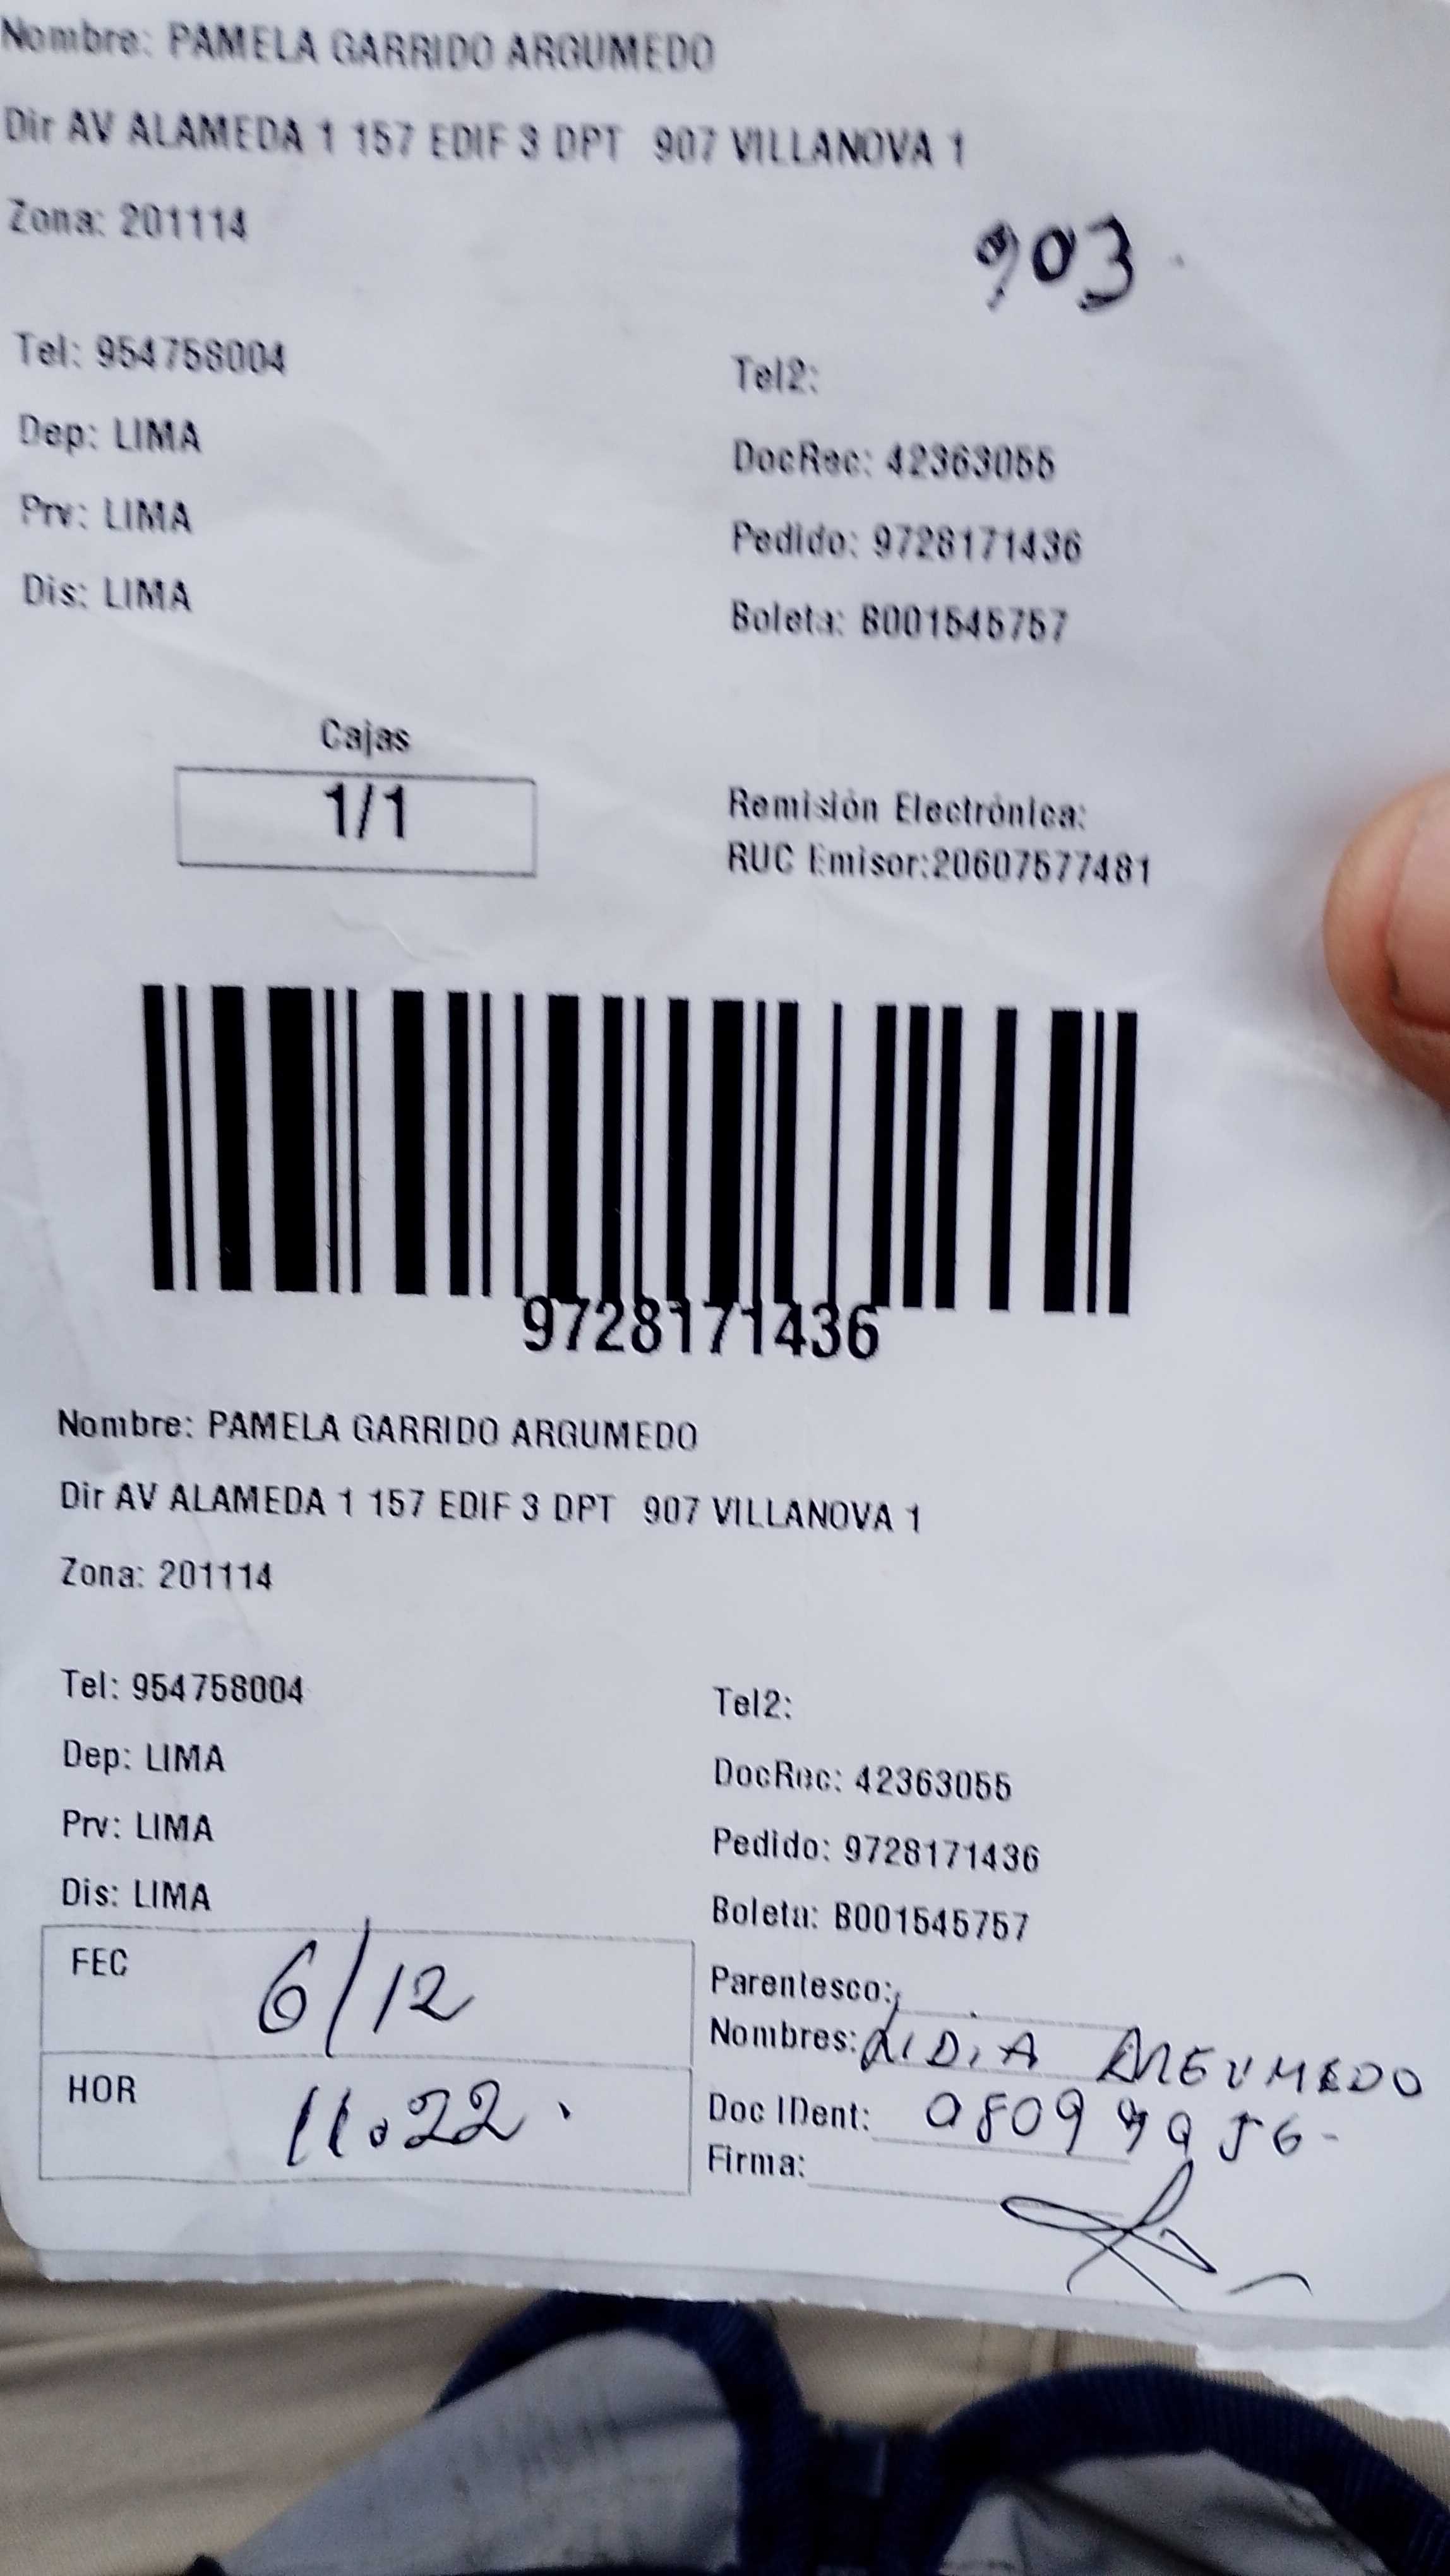 Nombre: PAMELA GARRIDO ARGUMEDO
Dir AV ALAMEDA 1 157 EDIF 3 DPT 907 VILLANOVA 1
Zona: 201114
903
Tel: 954758004
Tel2:
Dep: LIMA
DocRec: 42363055
Prv: LIMA
Pedido: 9728171436
Dis: LIMA
Boleta: B001545757
Cajas
1/1
Remisión Electrónica:
RUC Emisor:20607577481
9728171436
Nombre: PAMELA GARRIDO ARGUMEDO
Dir AV ALAMEDA 1 157 EDIF 3 DPT 907 VILLANOVA 1
Zona: 201114
Tel: 954758004
Tel2:
Dep: LIMA
DocRec: 42363055
Prv: LIMA
Pedido: 9728171436
Dis: LIMA
Boleta: B001545757
FEC 6/12
Parentesco:
Nombres: LIDIA ARGUMEDO
HOR 11.22
Doc IDent:
Firma: